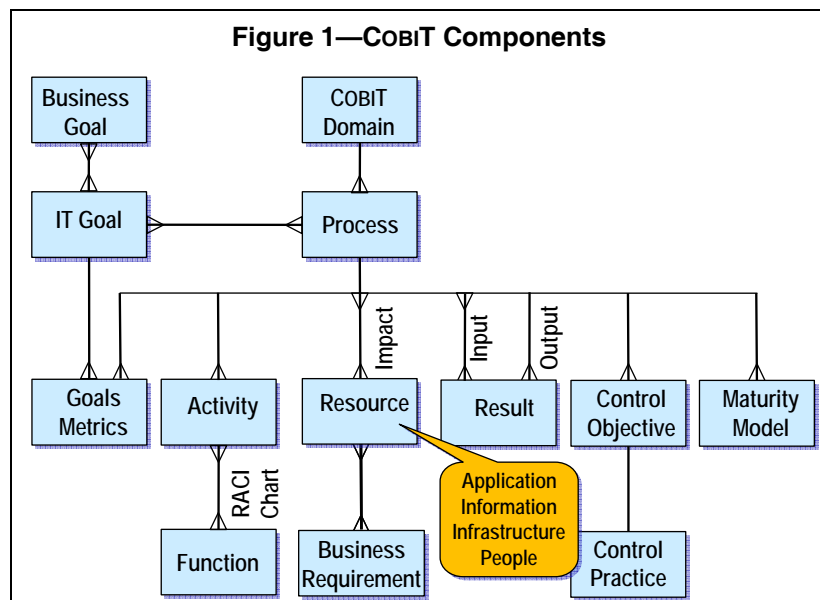 Figure 1—COBIT Components
Business
Goal
COBIT
Domain
IT Goal
Process
Impact
Input
Output
Goals
Metrics
Activity
Resource
Result
Control
Objective
Maturity
Model
RACI
Chart
Application
Information
Infrastructure
People
Function
Business
Requirement
Control
Practice